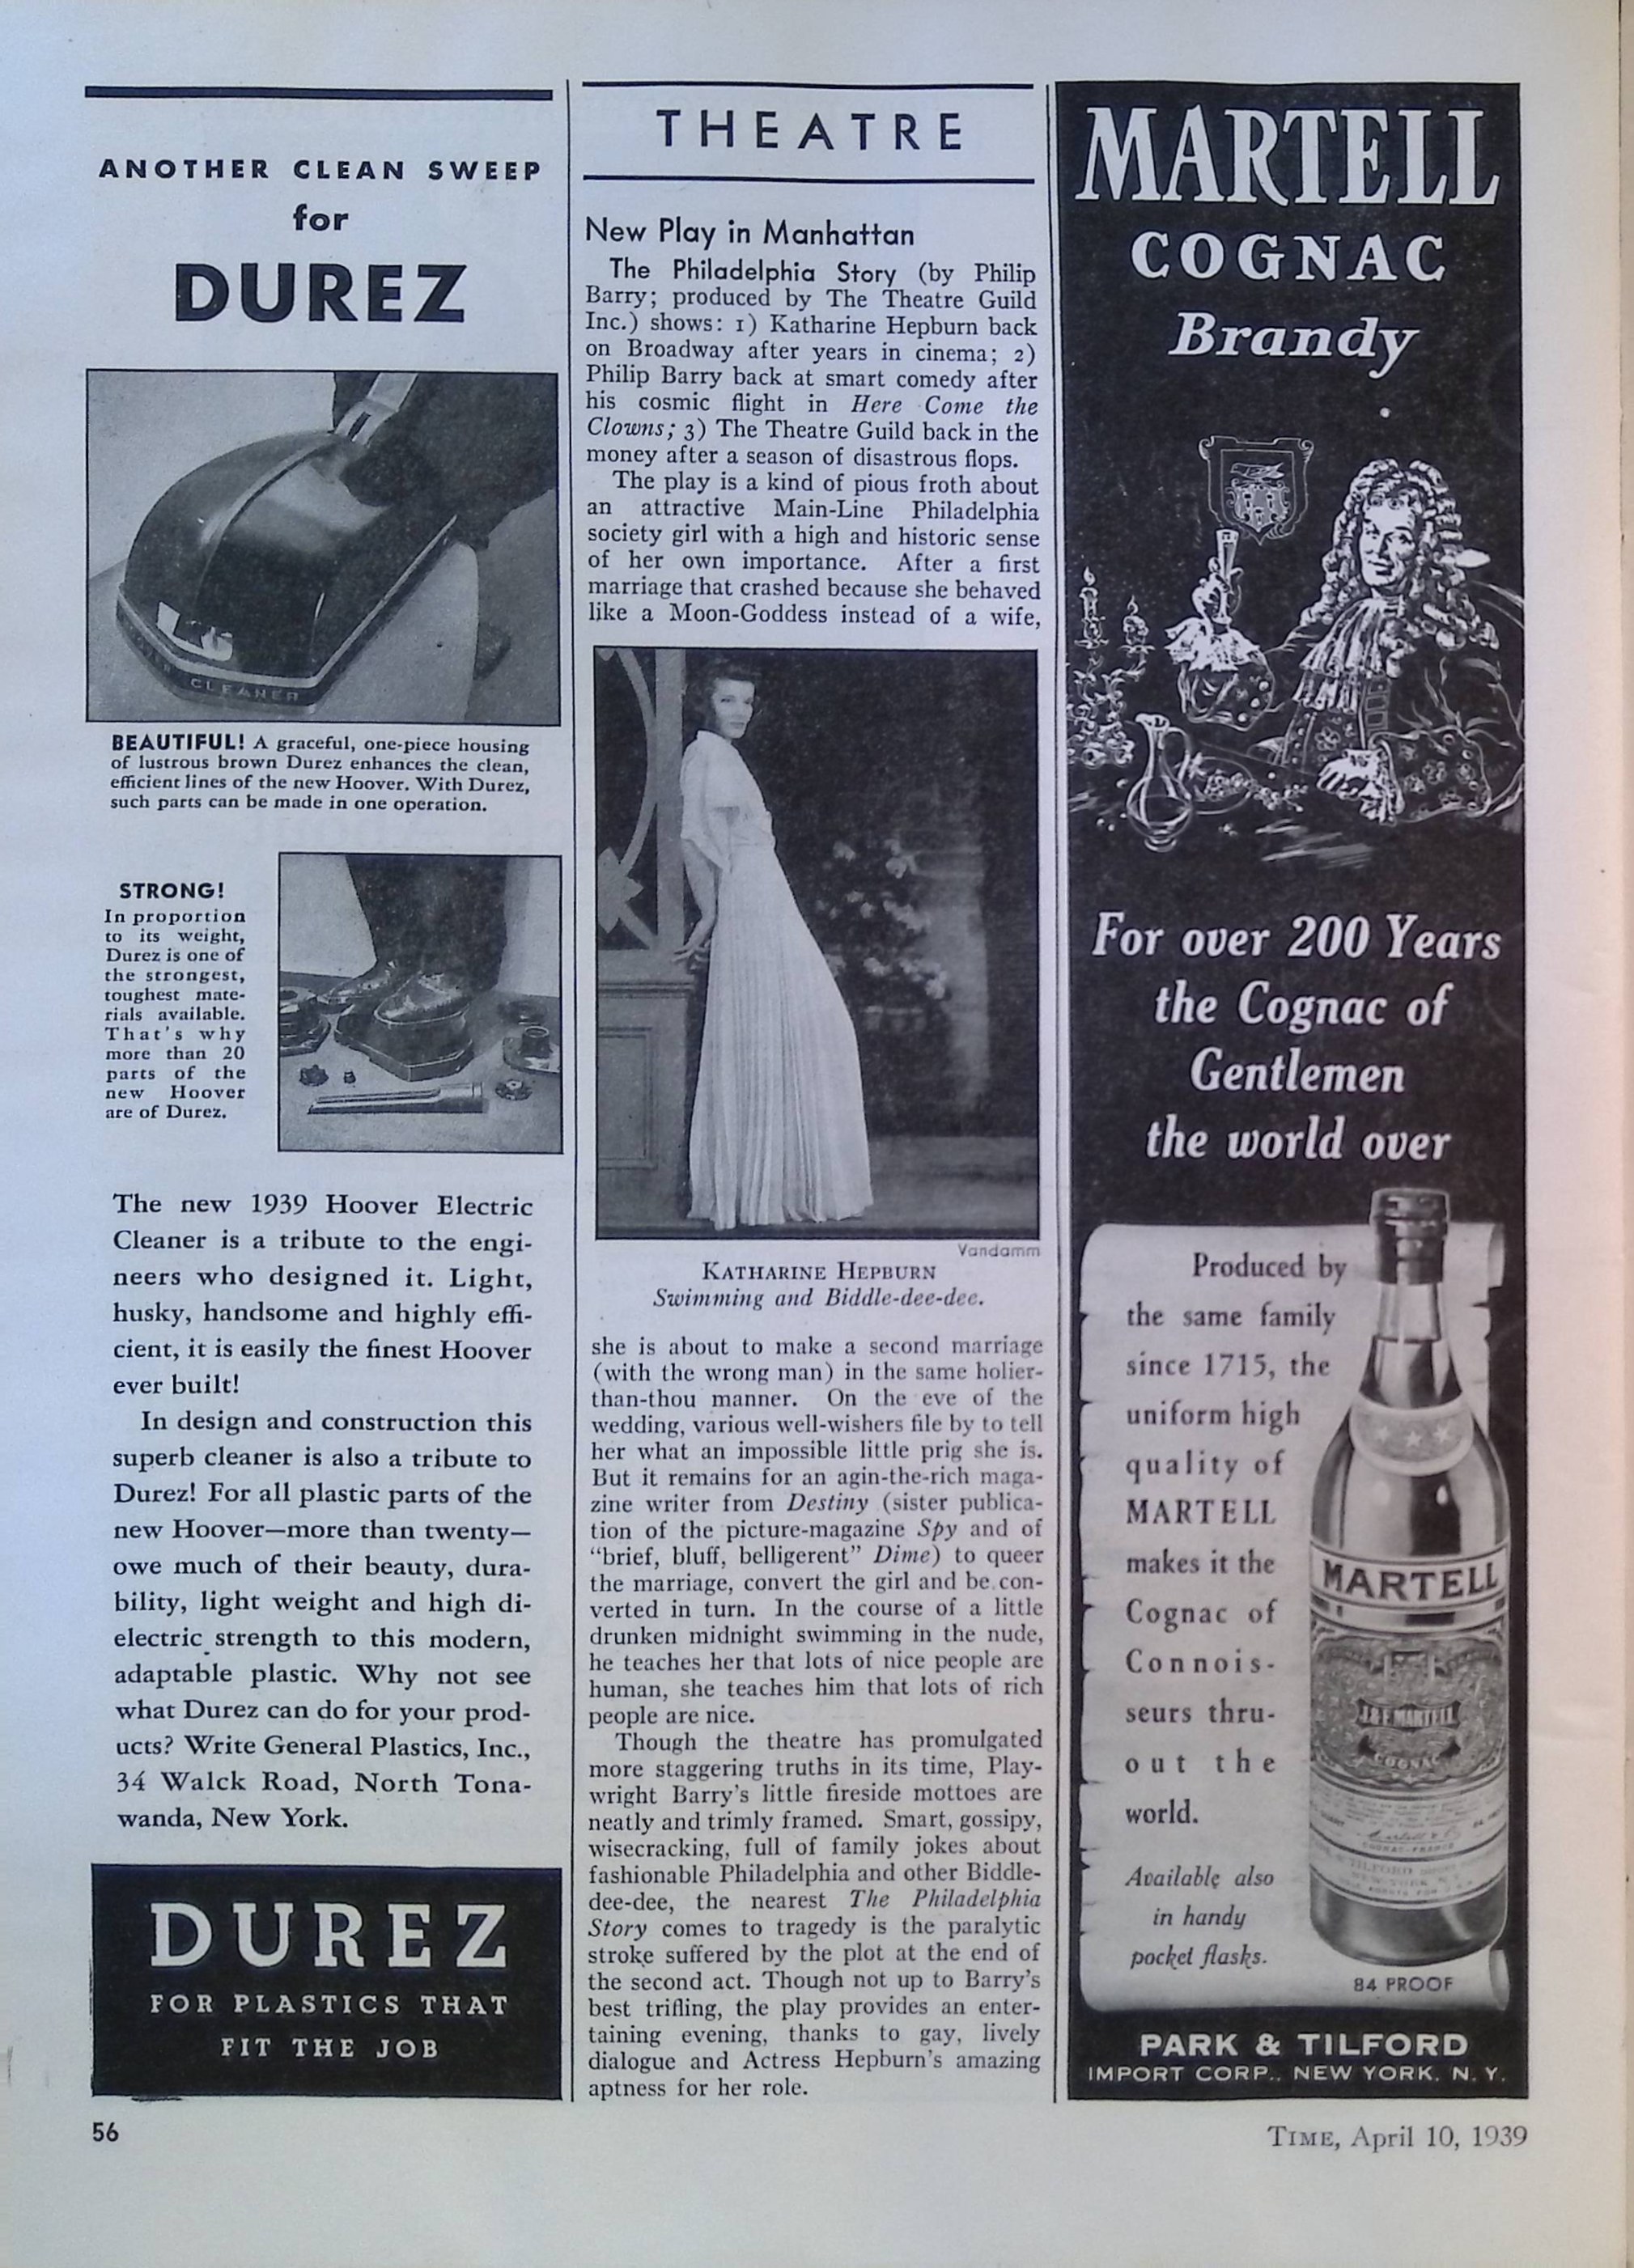 ANOTHER CLEAN SWEEP
for
DUREZ
CLEANER
BEAUTIFUL! A graceful, one-piece housing
of lustrous brown Durez enhances the clean,
efficient lines of the new Hoover. With Durez,
such parts can be made in one operation.
STRONG!
In proportion
to its weight,
Durez is one of
the strongest,
toughest mate-
rials available.
That's why
more than 20
parts of the
new Hoover
are of Durez.
The new 1939 Hoover Electric
Cleaner is a tribute to the engi-
neers who designed it. Light,
husky, handsome and highly effi-
cient, it is easily the finest Hoover
ever built!
In design and construction this
superb cleaner is also a tribute to
Durez! For all plastic parts of the
new Hoover—more than twenty—
owe much of their beauty, dura-
bility, light weight and high di-
electric strength to this modern,
adaptable plastic. Why not see
what Durez can do for your prod-
ucts? Write General Plastics, Inc.,
34 Walck Road, North Tona-
wanda, New York.
DUREZ
FOR PLASTICS THAT
FIT THE JOB
56
THEATRE
New Play in Manhattan
The Philadelphia Story (by Philip
Barry; produced by The Theatre Guild
Inc.) shows: 1) Katharine Hepburn back
on Broadway after years in cinema; 2)
Philip Barry back at smart comedy after
his cosmic flight in Here Come the
Clowns; 3) The Theatre Guild back in the
money after a season of disastrous flops.
The play is a kind of pious froth about
an attractive Main-Line Philadelphia
society girl with a high and historic sense
of her own importance. After a first
marriage that crashed because she behaved
like a Moon-Goddess instead of a wife,
Vandamm
KATHARINE HEPBURN
Swimming and Biddle-dee-dee.
she is about to make a second marriage
(with the wrong man) in the same holier-
than-thou manner. On the eve of the
wedding, various well-wishers file by to tell
her what an impossible little prig she is.
But it remains for an agin-the-rich maga-
zine writer from Destiny (sister publica-
tion of the picture-magazine Spy and of
“brief, bluff, belligerent” Dime) to queer
the marriage, convert the girl and be con-
verted in turn. In the course of a little
drunken midnight swimming in the nude,
he teaches her that lots of nice people are
human, she teaches him that lots of rich
people are nice.
Though the theatre has promulgated
more staggering truths in its time, Play-
wright Barry's little fireside mottoes are
neatly and trimly framed. Smart, gossipy,
wisecracking, full of family jokes about
fashionable Philadelphia and other Biddle-
dee-dee, the nearest The Philadelphia
Story comes to tragedy is the paralytic
stroke suffered by the plot at the end of
the second act. Though not up to Barry's
best trifling, the play provides an enter-
taining evening, thanks to gay, lively
dialogue and Actress Hepburn's amazing
aptness for her role.
MARTELL
COGNAC
Brandy
For over 200 Years
the Cognac of
Gentlemen
the world over
Produced by
the same family
since 1715, the
uniform high
quality of
MARTELL
makes it the
Cognac of
Connois-
seurs thru-
out the
world.
Available also
in handy
pocket flasks.
MARTELL
J & F MARTELL
COGNAC
84 PROOF
PARK & TILFORD
IMPORT CORP., NEW YORK, N. Y.
TIME, April 10, 1939